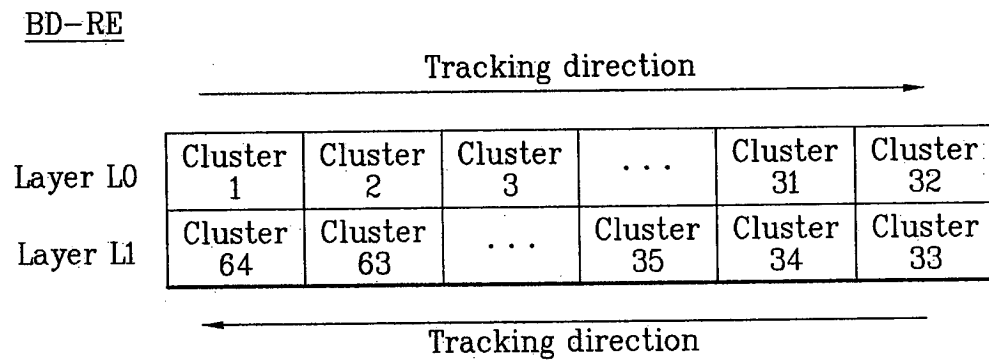 BD-RE
Tracking direction
Layer L0
Cluster 1
Cluster 2
Cluster 3
...
Cluster 31
Cluster 32
Layer L1
Cluster 64
Cluster 63
...
Cluster 35
Cluster 34
Cluster 33
Tracking direction